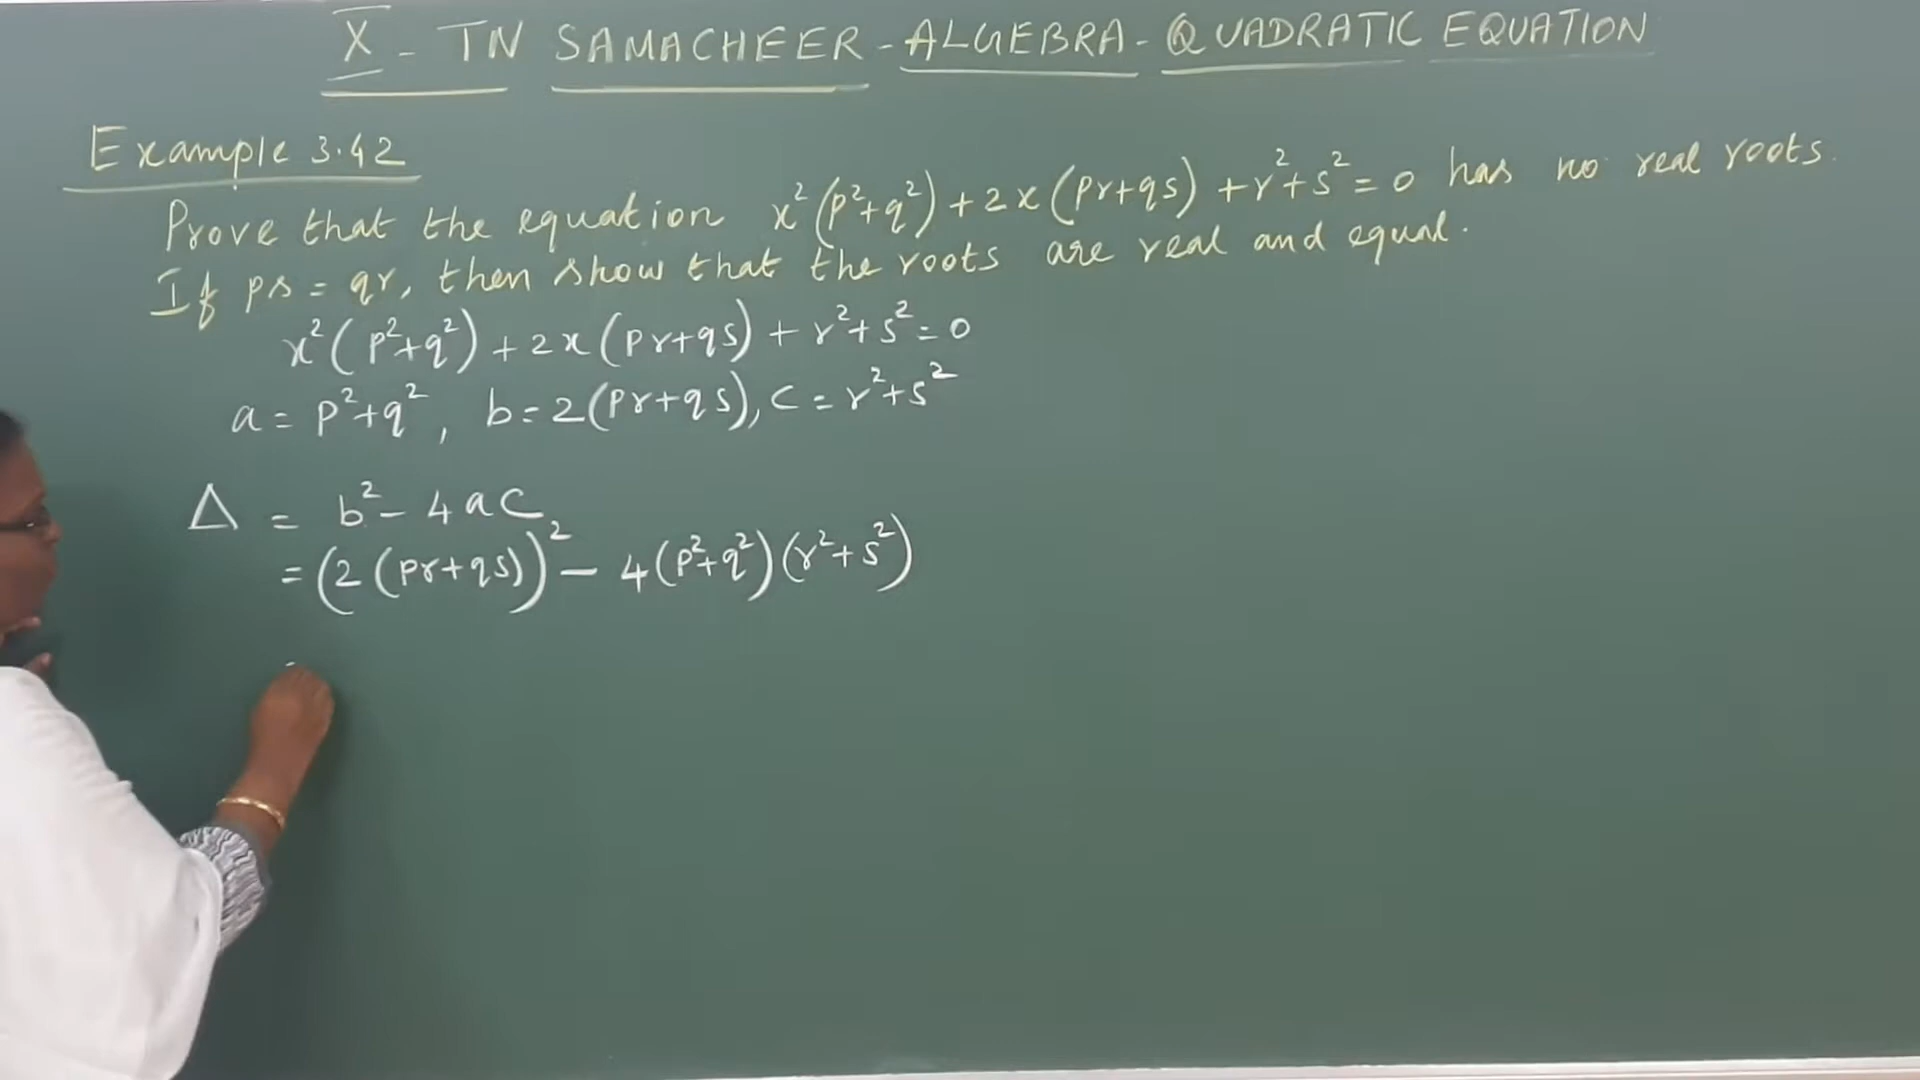 X - TN SAMACHEER - ALGEBRA - QUADRATIC EQUATION
Example 3.42
Prove that the equation x²(p²+q²)+2x(pr+qs)+r²+s²=0 has no real roots.
If ps = qr, then show that the roots are real and equal.
x²(p²+q²)+2x(pr+qs)+r²+s²=0
a = p²+q², b=2(pr+qs), c=r²+s²
Δ = b²-4ac
=(2(pr+qs))²-4(p²+q²)(r²+s²)